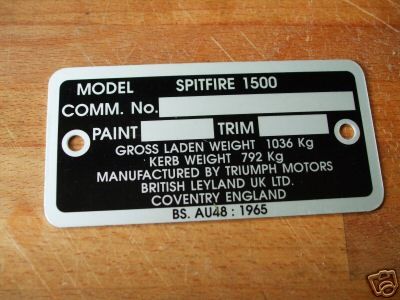 MODEL SPITFIRE 1500
COMM. No.
PAINT TRIM
GROSS LADEN WEIGHT 1036 Kg
KERB WEIGHT 792 Kg
MANUFACTURED BY TRIUMPH MOTORS
BRITISH LEYLAND UK LTD.
COVENTRY ENGLAND
BS. AU48 : 1965